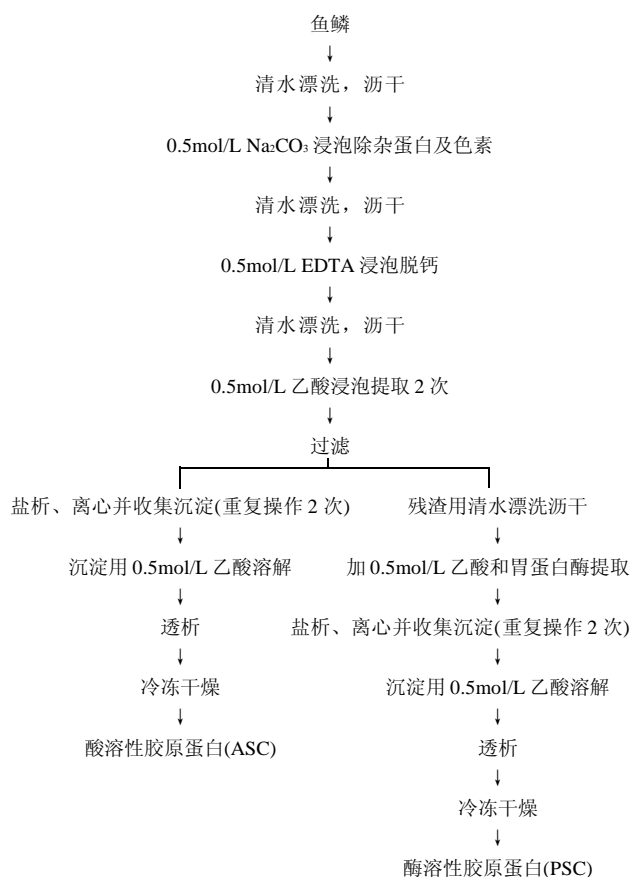 鱼鳞
↓
清水漂洗，沥干
↓
0.5mol/L Na₂CO₃ 浸泡除杂蛋白及色素
↓
清水漂洗，沥干
↓
0.5mol/L EDTA 浸泡脱钙
↓
清水漂洗，沥干
↓
0.5mol/L 乙酸浸泡提取 2 次
↓
过滤
盐析、离心并收集沉淀(重复操作 2 次)
↓
沉淀用 0.5mol/L 乙酸溶解
↓
透析
↓
冷冻干燥
↓
酸溶性胶原蛋白(ASC)
残渣用清水漂洗沥干
↓
加 0.5mol/L 乙酸和胃蛋白酶提取
↓
盐析、离心并收集沉淀(重复操作 2 次)
↓
沉淀用 0.5mol/L 乙酸溶解
↓
透析
↓
冷冻干燥
↓
酶溶性胶原蛋白(PSC)